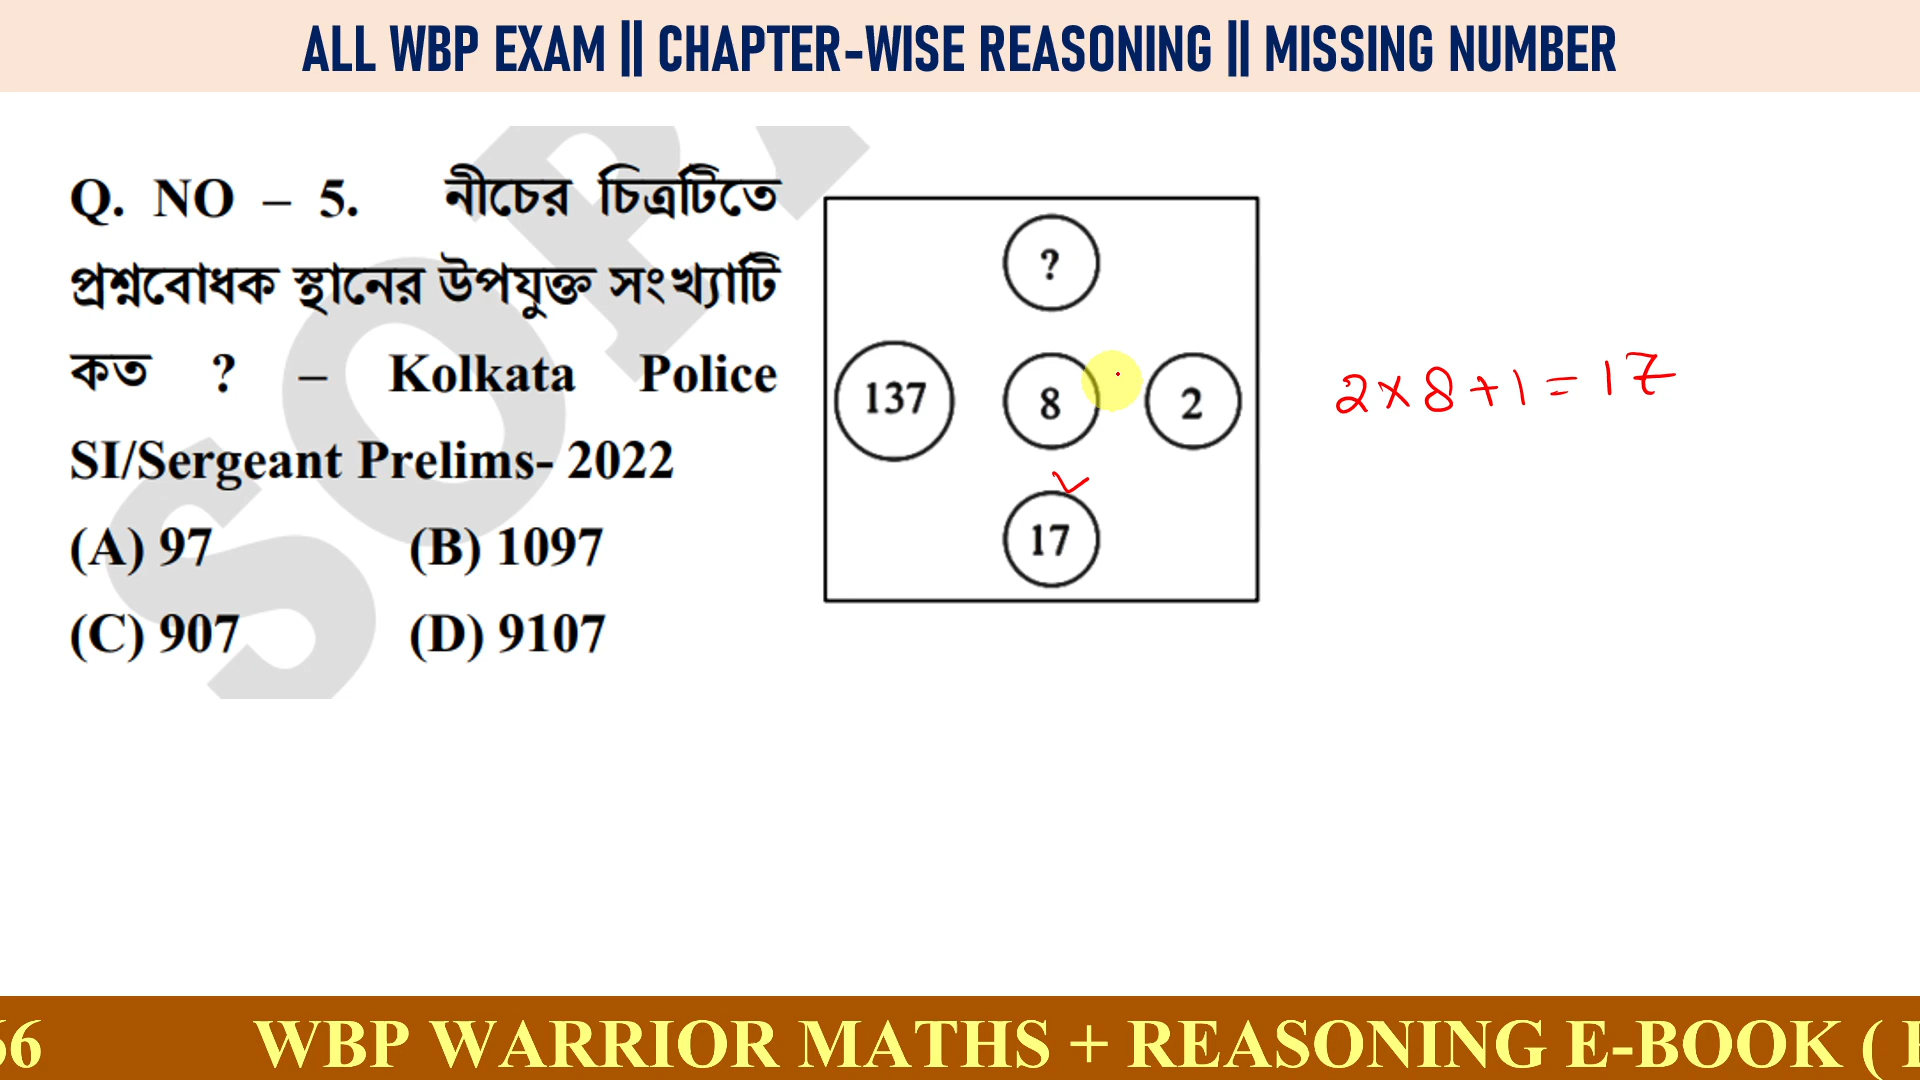 ALL WBP EXAM || CHAPTER-WISE REASONING || MISSING NUMBER
Q. NO – 5. নীচের চিত্রটিতে
প্রশ্নবোধক স্থানের উপযুক্ত সংখ্যাটি
কত ? – Kolkata Police
SI/Sergeant Prelims- 2022
(A) 97 (B) 1097
(C) 907 (D) 9107
?
137 8 2
17
2×8+1=17
66 WBP WARRIOR MATHS + REASONING E-BOOK (